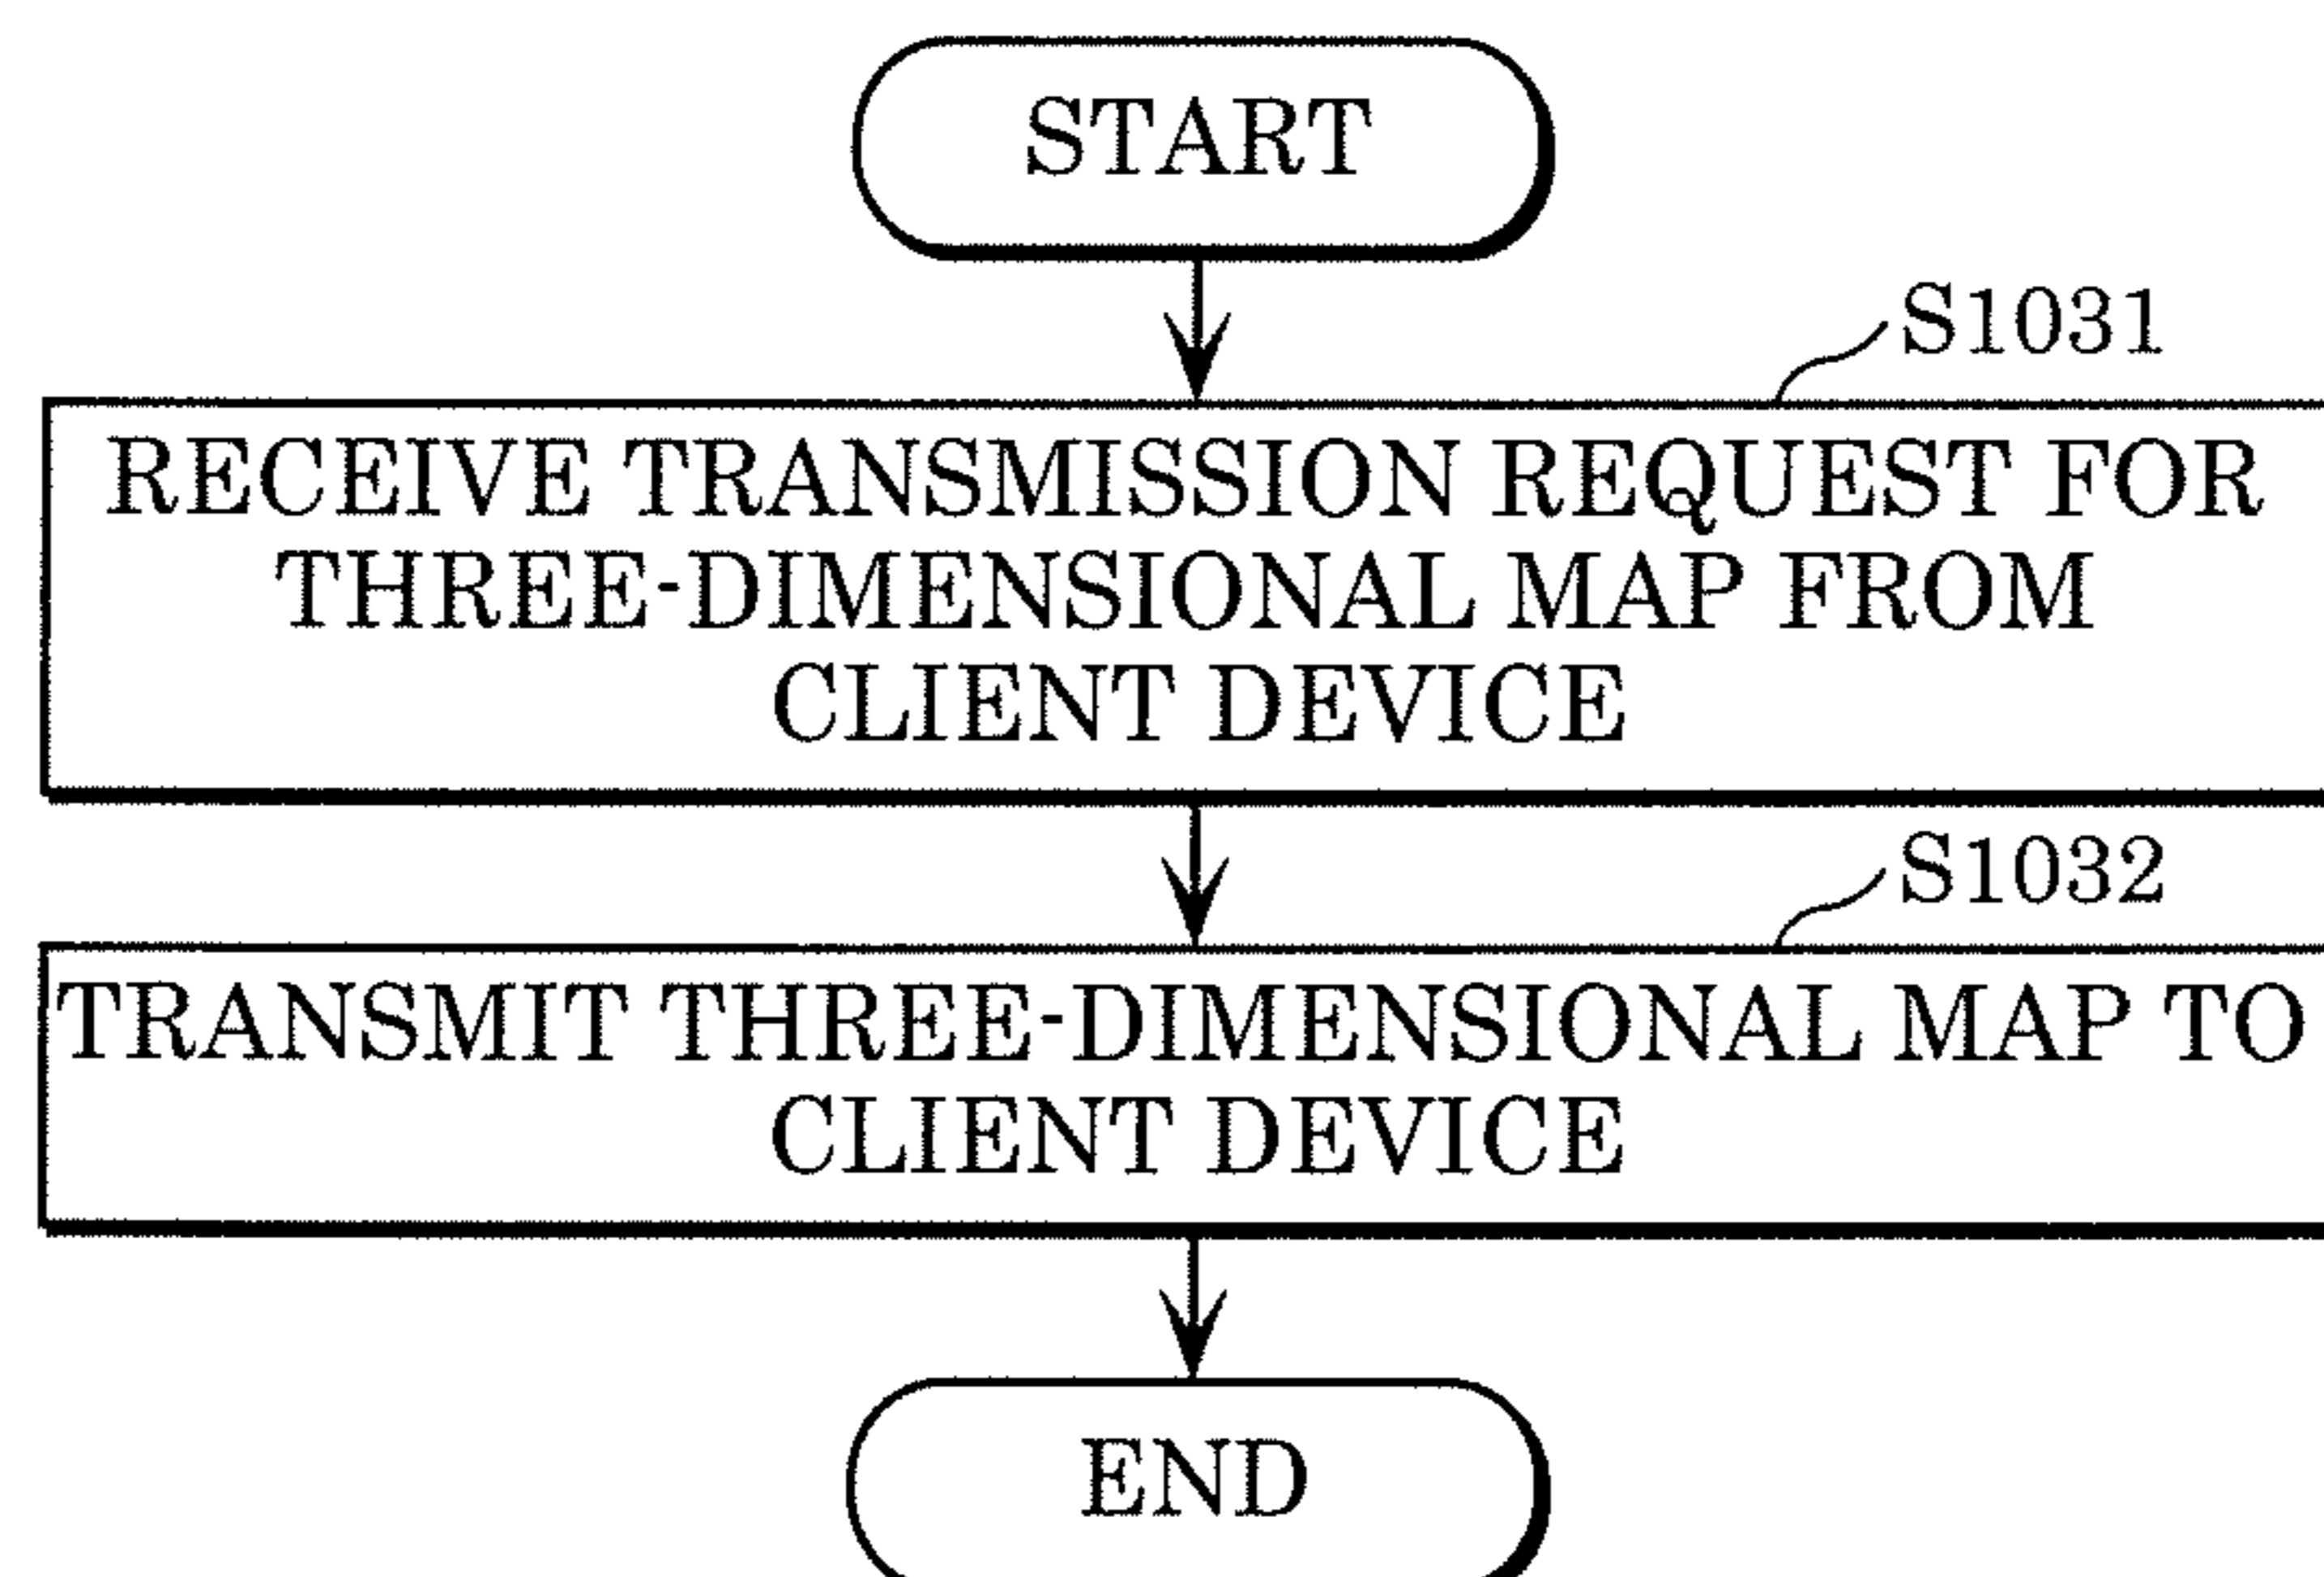 START
S1031
RECEIVE TRANSMISSION REQUEST FOR
THREE-DIMENSIONAL MAP FROM
CLIENT DEVICE
S1032
TRANSMIT THREE-DIMENSIONAL MAP TO
CLIENT DEVICE
END